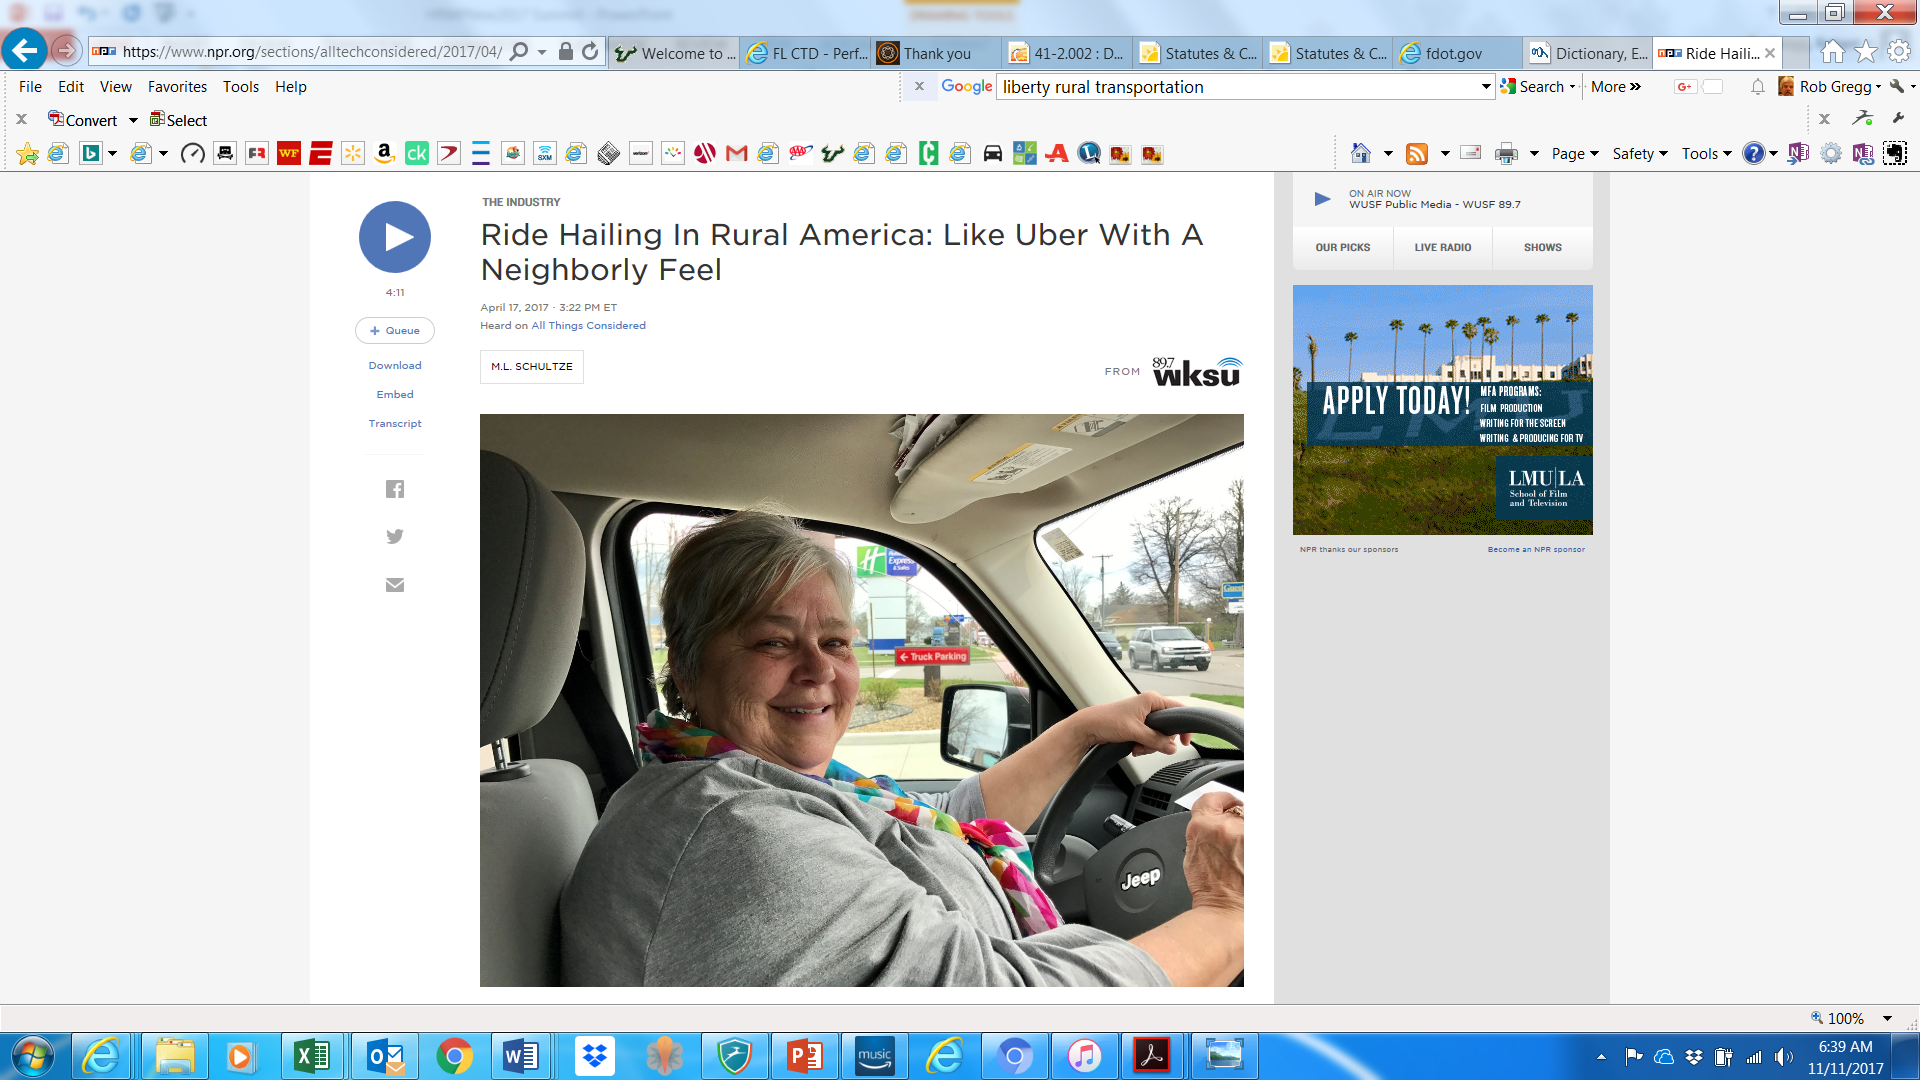 https://www.npr.org/sections/alltechconsidered/2017/04/
Welcome to ...
FL CTD - Perf...
Thank you
41-2.002 : D...
Statutes & C...
Statutes & C...
fdot.gov
Dictionary, E...
Ride Haili...
File Edit View Favorites Tools Help
Google liberty rural transportation Search More » G+ Rob Gregg
Convert Select
Page Safety Tools
THE INDUSTRY
Ride Hailing In Rural America: Like Uber With A
Neighborly Feel
4:11
April 17, 2017 · 3:22 PM ET
Heard on All Things Considered
+ Queue
Download
Embed
Transcript
M.L. SCHULTZE
FROM 89.7 wksu
Holiday Inn
Express
& Suites
← Truck Parking
Jeep
ON AIR NOW
WUSF Public Media - WUSF 89.7
OUR PICKS LIVE RADIO SHOWS
APPLY TODAY!
MFA PROGRAMS:
FILM PRODUCTION
WRITING FOR THE SCREEN
WRITING & PRODUCING FOR TV
LMU|LA
School of Film
and Television
NPR thanks our sponsors
Become an NPR sponsor
100%
music
6:39 AM
11/11/2017